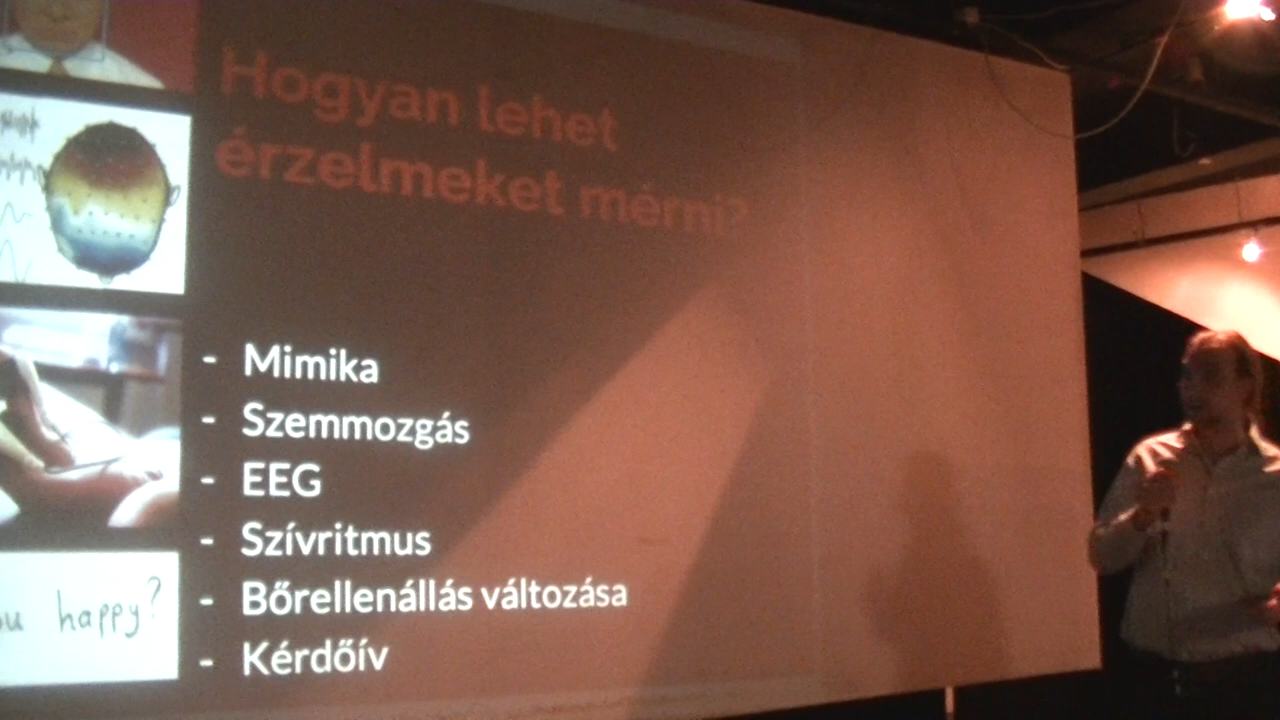 Hogyan lehet
érzelmeket mérni?
- Mimika
- Szemmozgás
- EEG
- Szívritmus
- Bőrellenállás változása
- Kérdőív
happy?